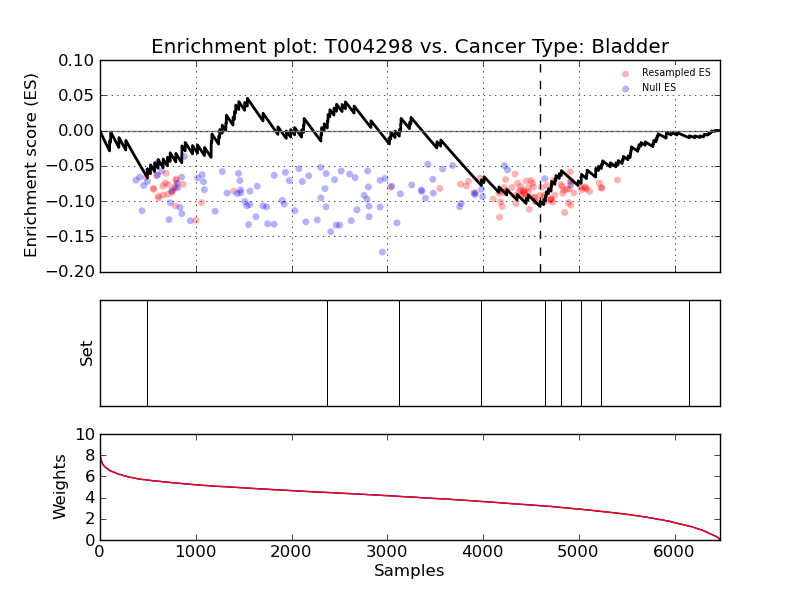 Enrichment plot: T004298 vs. Cancer Type: Bladder
0.10
0.05
0.00
−0.05
−0.10
−0.15
−0.20
Enrichment score (ES)
Resampled ES
Null ES
Set
10
8
6
4
2
0
Weights
0 1000 2000 3000 4000 5000 6000
Samples